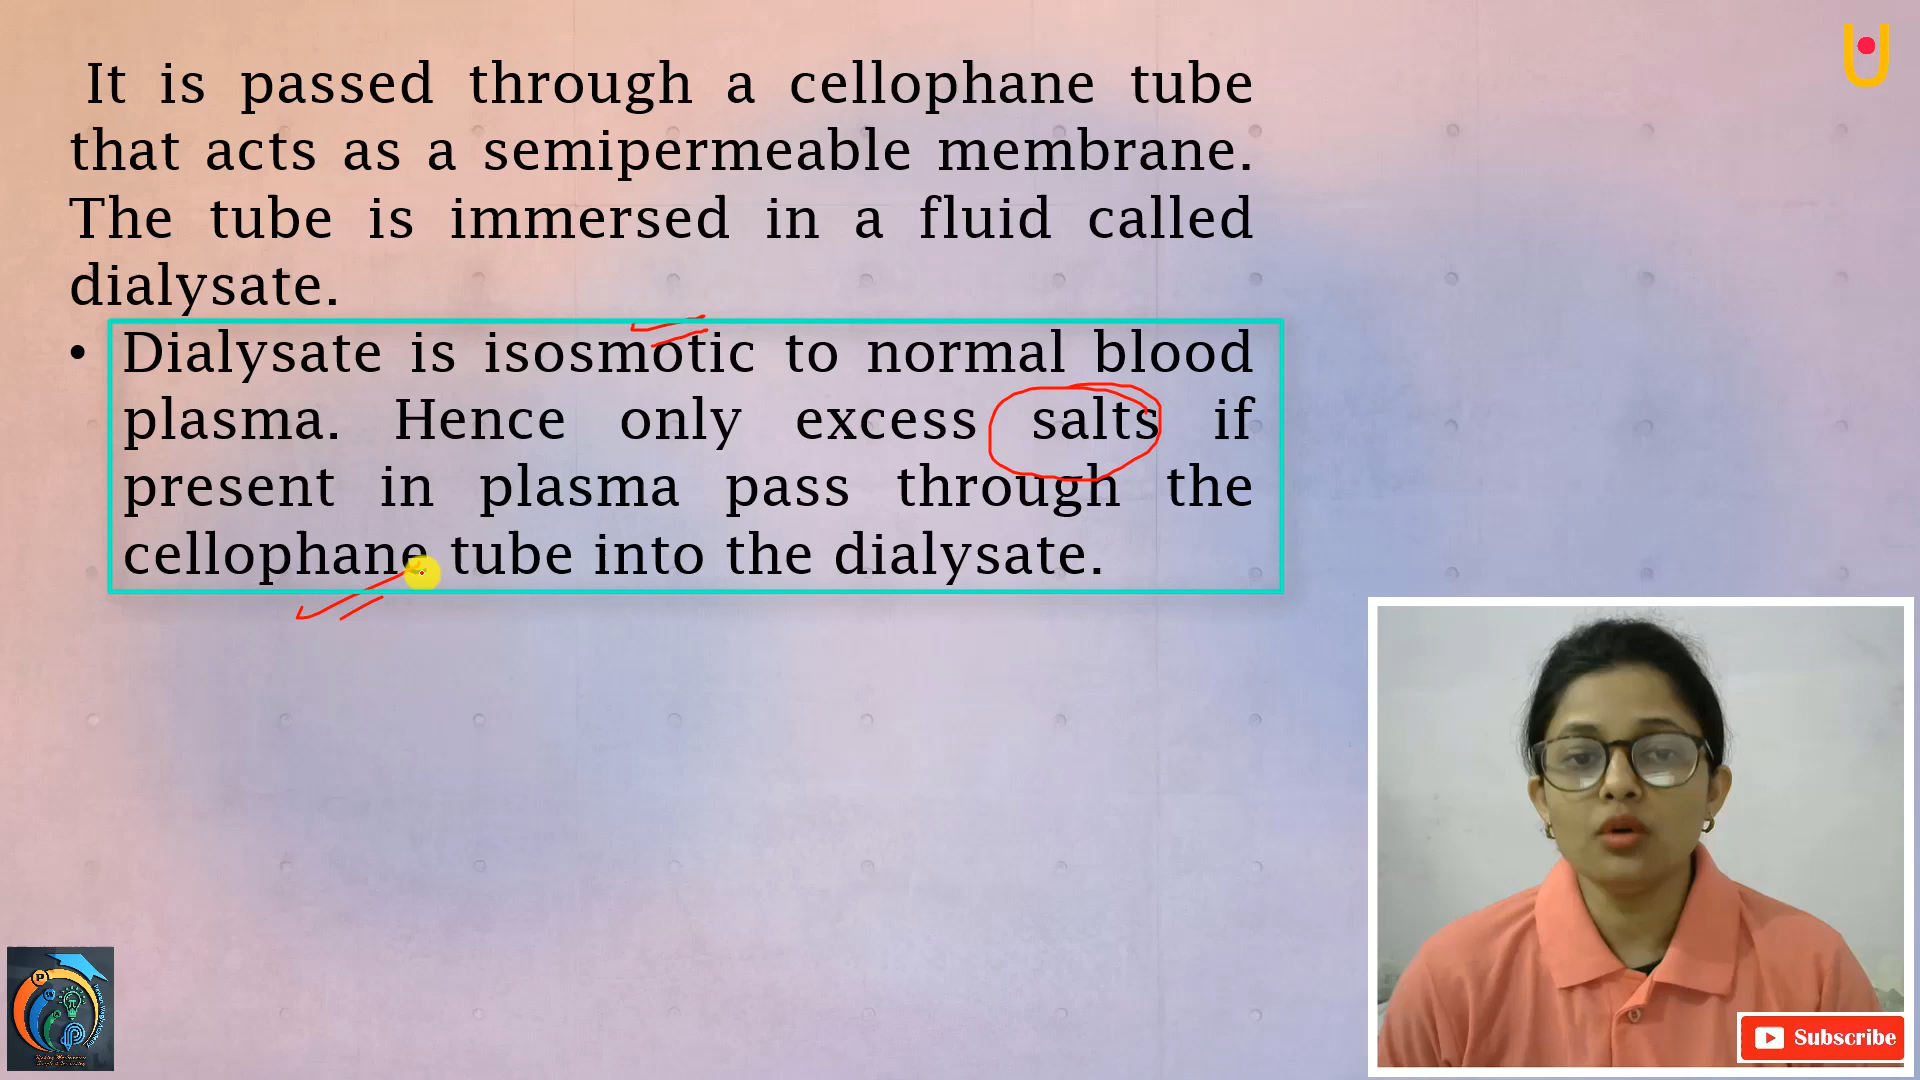 It is passed through a cellophane tube
that acts as a semipermeable membrane.
The tube is immersed in a fluid called
dialysate.
• Dialysate is isosmotic to normal blood
plasma. Hence only excess salts if
present in plasma pass through the
cellophane tube into the dialysate.
Subscribe